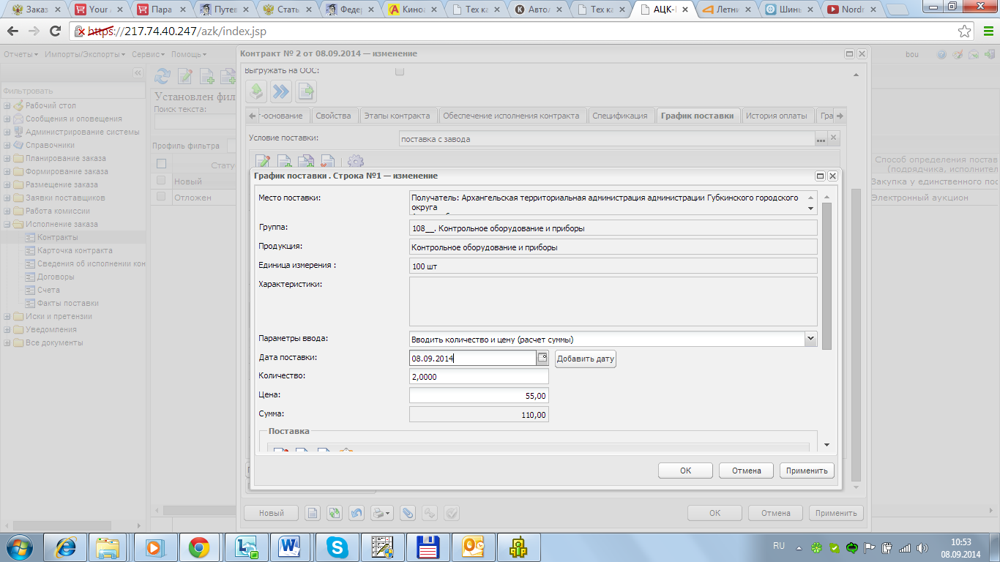 Заказ
Your
Пара
Путев
Стать
Федер
Киноа
Тех ка
Автол
Тех ка
АЦК-
Летни
Шинь
Nordr
https://217.74.40.247/azk/index.jsp
Отчеты Импорты/Экспорты Сервис Помощь
Контракт № 2 от 08.09.2014 — изменение
bou
Фильтровать
Рабочий стол
Сообщения и оповещения
Администрирование системы
Справочники
Планирование заказа
Формирование заказа
Размещение заказа
Заявки поставщиков
Работа комиссии
Исполнение заказа
Контракты
Карточка контракта
Сведения об исполнении кон
Договоры
Счета
Факты поставки
Иски и претензии
Уведомления
Все документы
Установлен фил
Поиск текста:
Профиль фильтра
Стату
Новый
Отложен
Выгружать на ООС:
г-основание Свойства Этапы контракта Обеспечение исполнения контракта Спецификация График поставки История оплаты Гра
Условие поставки: поставка с завода
Способ определения постав
(подрядчика, исполнител
Закупка у единственного пос
Электронный аукцион
График поставки . Строка №1 — изменение
Место поставки: Получатель: Архангельская территориальная администрация администрации Губкинского городского
округа
Группа: 108__. Контрольное оборудование и приборы
Продукция: Контрольное оборудование и приборы
Единица измерения : 100 шт
Характеристики:
Параметры ввода: Вводить количество и цену (расчет суммы)
Дата поставки: 08.09.2014 Добавить дату
Количество: 2,0000
Цена: 55,00
Сумма: 110,00
Поставка
ОК Отмена Применить
Новый ОК Отмена Применить
RU
10:53
08.09.2014